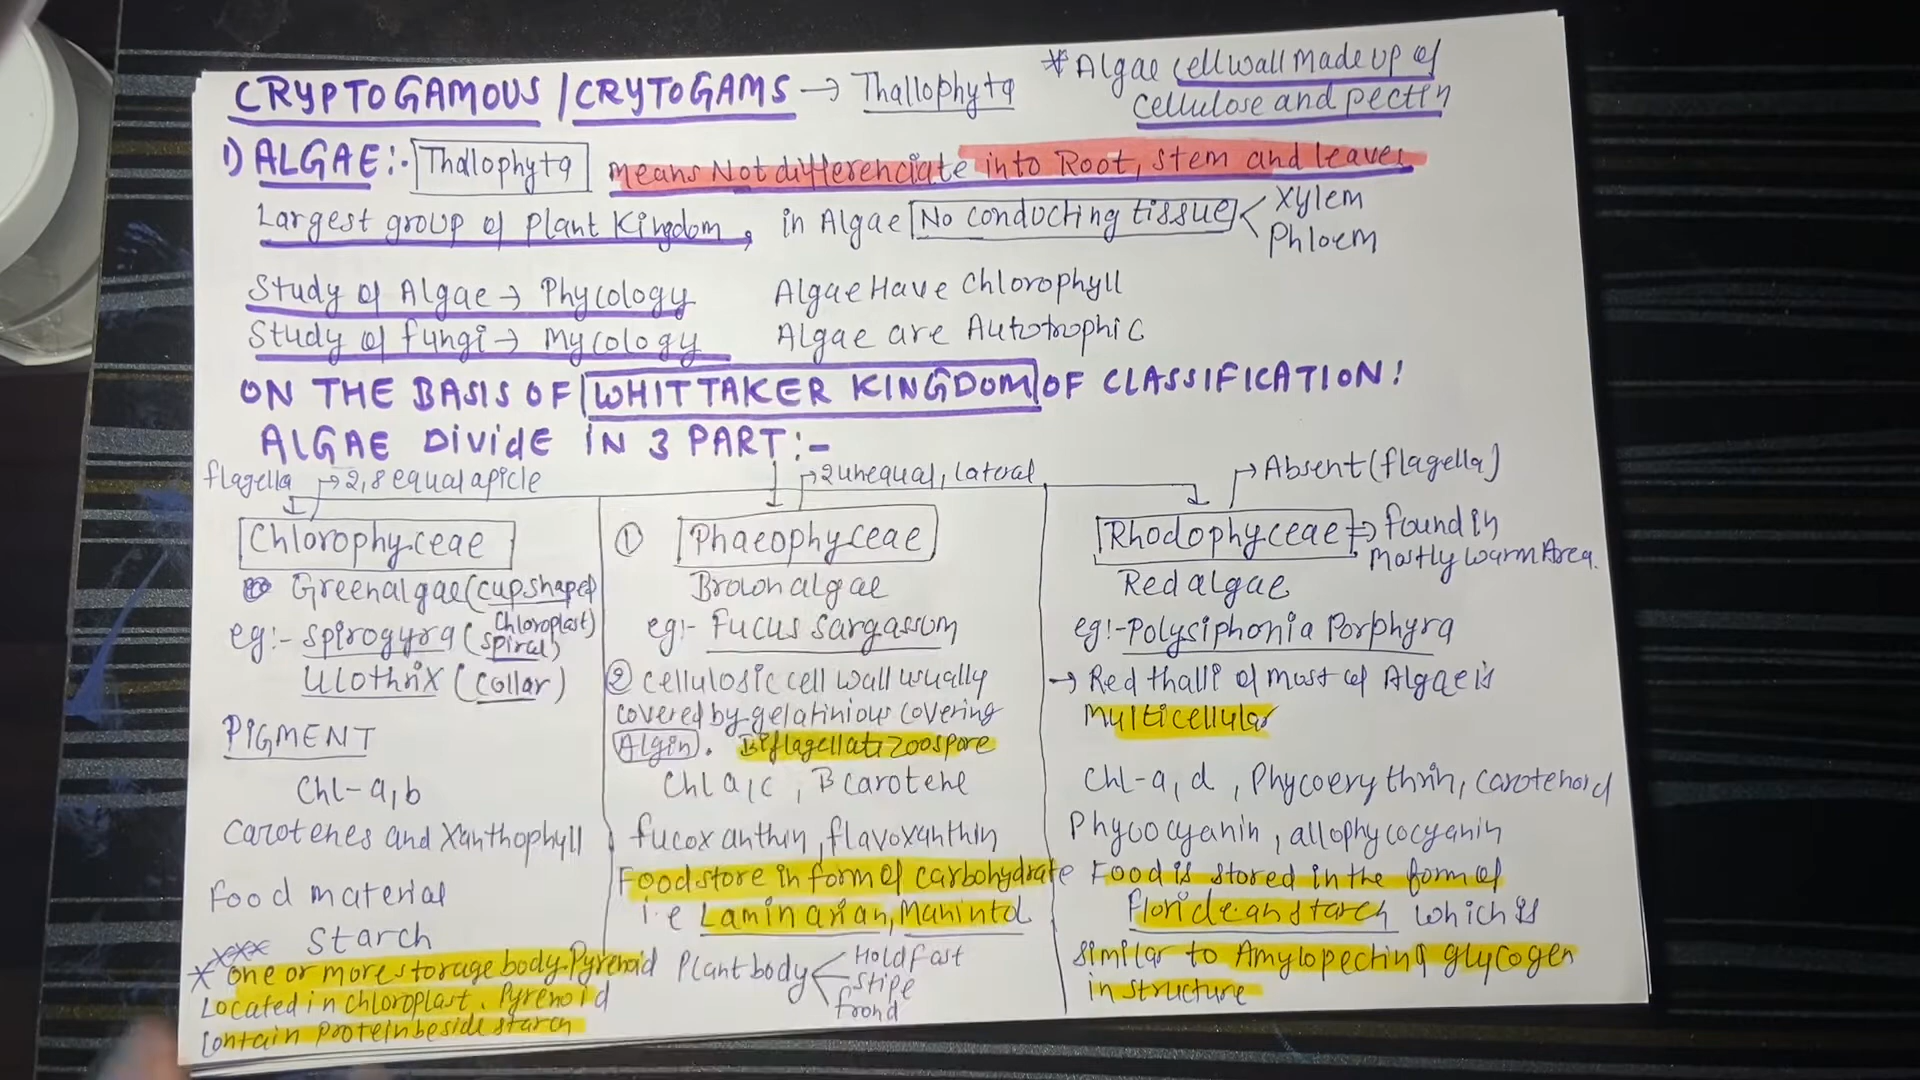 CRYPTOGAMOUS / CRYTOGAMS → Thallophyta
* Algae cell wall made up of
cellulose and pectin
1) ALGAE:- Thallophyta means Not differenciate into Root, stem and leaves
Largest group of plant Kingdom, in Algae No conducting tissue < Xylem
Phloem
Study of Algae → Phycology Algae Have chlorophyll
Study of fungi → Mycology Algae are Autotrophic
ON THE BASIS OF WHITTAKER KINGDOM OF CLASSIFICATION!
ALGAE DIVIDE IN 3 PART:-
flagella → 2,8 equal apicle
Chlorophyceae
Greenalgae (cup shaped
Chloroplast)
eg:- spirogyra (spiral)
Ulothrix (collar)
PIGMENT
Chl-a,b
Carotenes and Xanthophyll
Food material
Starch
*** 
* one or more storage body. Pyrenoid
Located in chloroplast. Pyrenoid
Contain protein beside starch
→ 2 unequal, lateral
① Phaeophyceae
Brown algae
eg:- Fucus Sargassum
② cellulosic cell wall usually
covered by gelatinious covering
Algin. Biflagellate zoospore
Chl a,c, B carotene
fucoxanthin, flavoxanthin
Food store in form of carbohydrate
i.e Laminarian, Manintol
Plant body < Hold fast
Stipe
frond
→ Absent (flagella)
Rhodophyceae → found in
mostly warm Area.
Red algae
eg:- Polysiphonia Porphyra
→ Red thalli of most of Algae is
Multicellular
Chl-a,d, Phycoerythrin, carotenoid
Phycocyanin, allophycocyanin
Food is stored in the form of
floridean starch which is
similar to Amylopectin glycogen
in structure